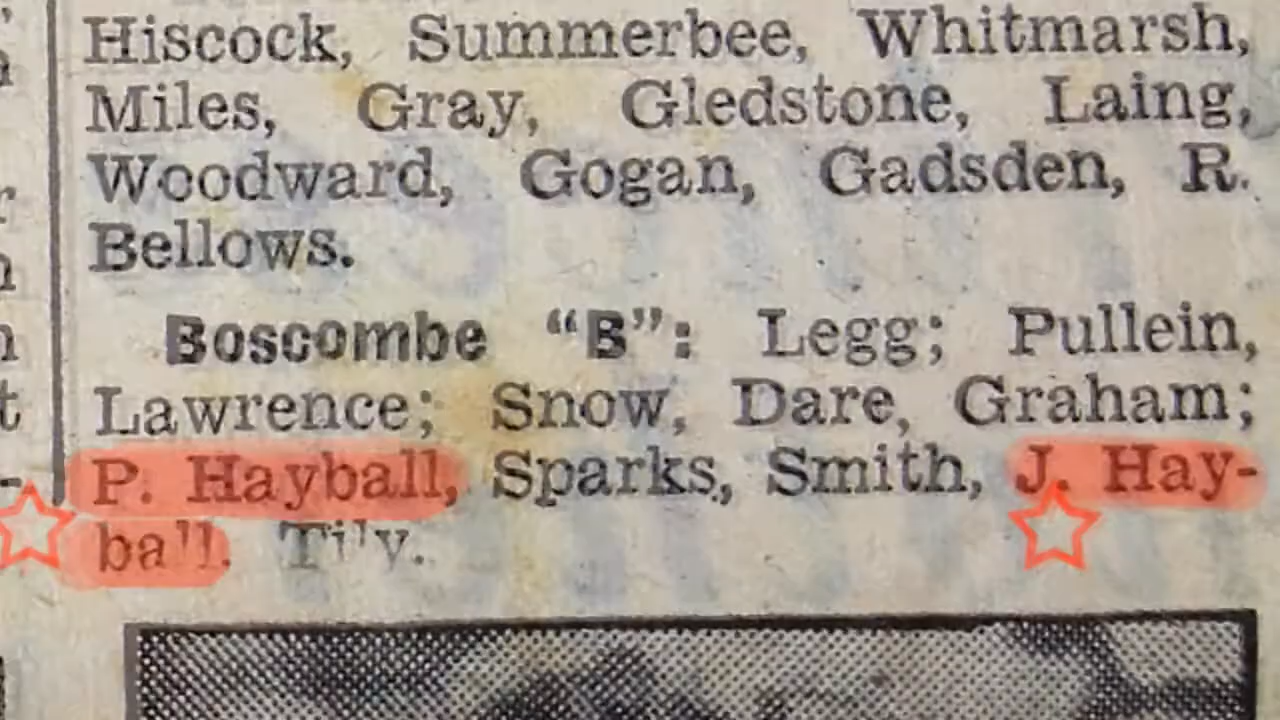 Hiscock, Summerbee, Whitmarsh,
Miles, Gray, Gledstone, Laing,
Woodward, Gogan, Gadsden, R.
Bellows.
Boscombe “B”: Legg; Pullein,
Lawrence; Snow, Dare, Graham;
P. Hayball, Sparks, Smith, J. Hay-
ball. Tily.